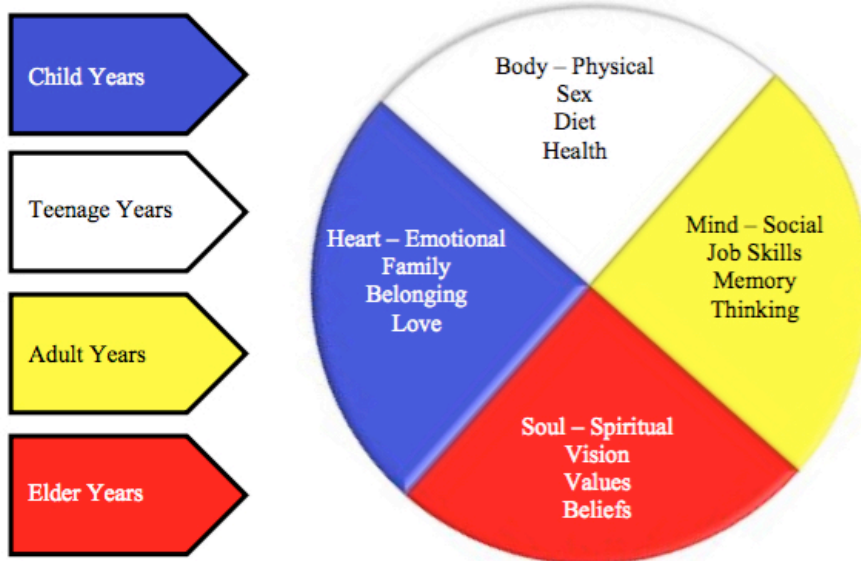 Child Years
Teenage Years
Adult Years
Elder Years
Body – Physical
Sex
Diet
Health
Heart – Emotional
Family
Belonging
Love
Mind – Social
Job Skills
Memory
Thinking
Soul – Spiritual
Vision
Values
Beliefs